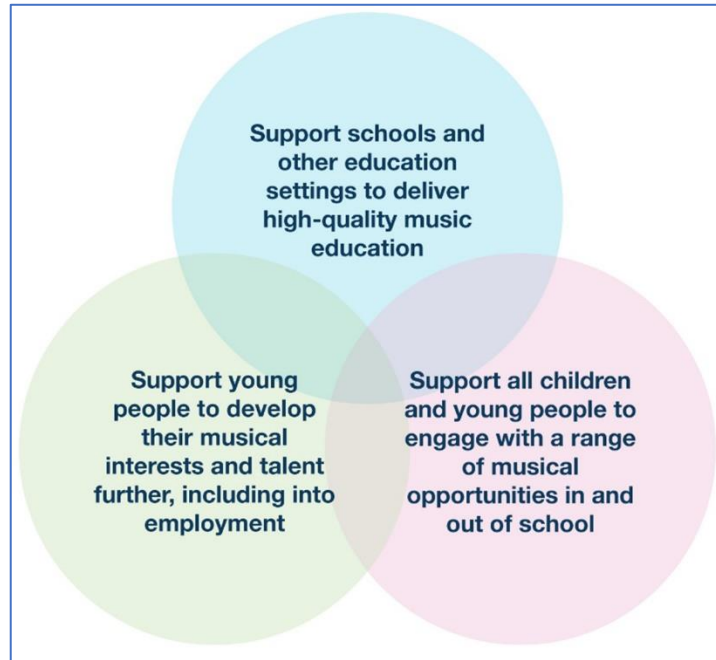 Support schools and
other education
settings to deliver
high-quality music
education
Support young
people to develop
their musical
interests and talent
further, including into
employment
Support all children
and young people to
engage with a range
of musical
opportunities in and
out of school